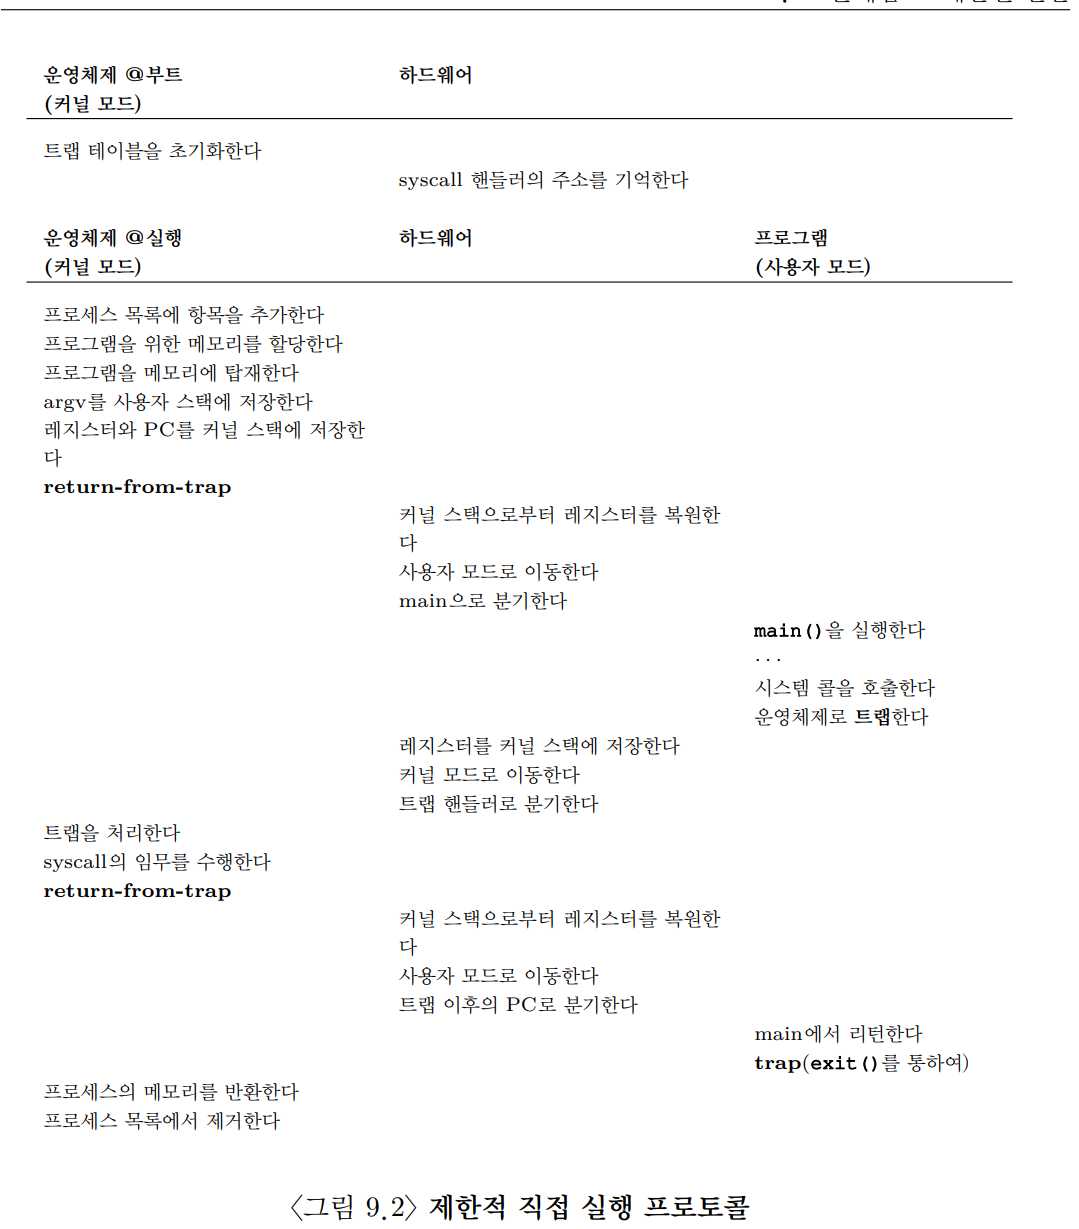 운영체제 @부트
(커널 모드)
하드웨어
트랩 테이블을 초기화한다
syscall 핸들러의 주소를 기억한다
운영체제 @실행
(커널 모드)
하드웨어
프로그램
(사용자 모드)
프로세스 목록에 항목을 추가한다
프로그램을 위한 메모리를 할당한다
프로그램을 메모리에 탑재한다
argv를 사용자 스택에 저장한다
레지스터와 PC를 커널 스택에 저장한
다
return-from-trap
커널 스택으로부터 레지스터를 복원한
다
사용자 모드로 이동한다
main으로 분기한다
main()을 실행한다
...
시스템 콜을 호출한다
운영체제로 트랩한다
레지스터를 커널 스택에 저장한다
커널 모드로 이동한다
트랩 핸들러로 분기한다
트랩을 처리한다
syscall의 임무를 수행한다
return-from-trap
커널 스택으로부터 레지스터를 복원한
다
사용자 모드로 이동한다
트랩 이후의 PC로 분기한다
main에서 리턴한다
trap(exit()를 통하여)
프로세스의 메모리를 반환한다
프로세스 목록에서 제거한다
〈그림 9.2〉 제한적 직접 실행 프로토콜